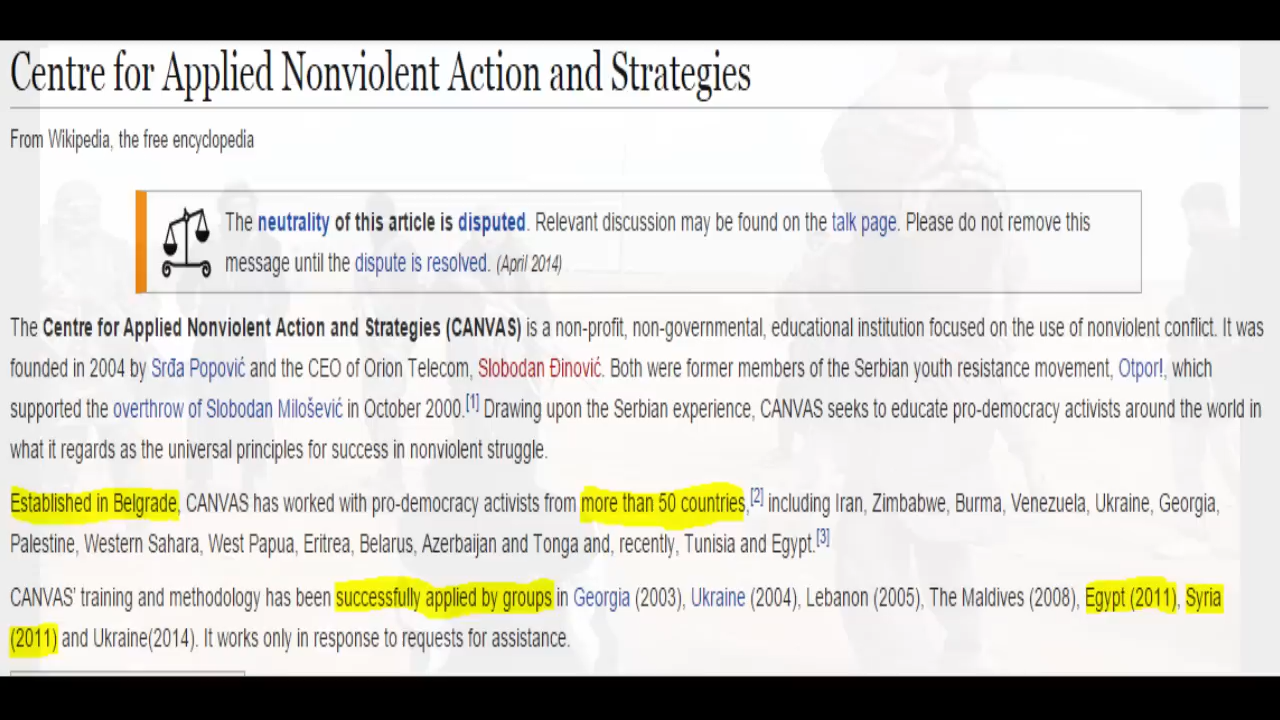 Centre for Applied Nonviolent Action and Strategies
From Wikipedia, the free encyclopedia
The neutrality of this article is disputed. Relevant discussion may be found on the talk page. Please do not remove this
message until the dispute is resolved. (April 2014)
The Centre for Applied Nonviolent Action and Strategies (CANVAS) is a non-profit, non-governmental, educational institution focused on the use of nonviolent conflict. It was
founded in 2004 by Srđa Popović and the CEO of Orion Telecom, Slobodan Đinović. Both were former members of the Serbian youth resistance movement, Otpor!, which
supported the overthrow of Slobodan Milošević in October 2000.[1] Drawing upon the Serbian experience, CANVAS seeks to educate pro-democracy activists around the world in
what it regards as the universal principles for success in nonviolent struggle.
Established in Belgrade, CANVAS has worked with pro-democracy activists from more than 50 countries,[2] including Iran, Zimbabwe, Burma, Venezuela, Ukraine, Georgia,
Palestine, Western Sahara, West Papua, Eritrea, Belarus, Azerbaijan and Tonga and, recently, Tunisia and Egypt.[3]
CANVAS' training and methodology has been successfully applied by groups in Georgia (2003), Ukraine (2004), Lebanon (2005), The Maldives (2008), Egypt (2011), Syria
(2011) and Ukraine(2014). It works only in response to requests for assistance.